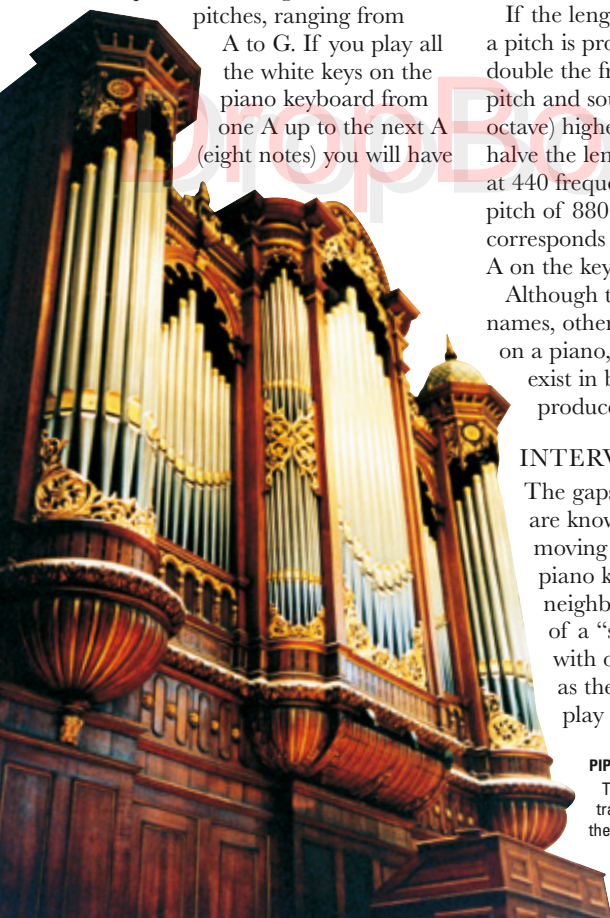 pitches, ranging from
A to G. If you play all
the white keys on the
piano keyboard from
one A up to the next A
(eight notes) you will have
If the leng
a pitch is pro
double the fr
pitch and sou
octave) highe
halve the len
at 440 freque
pitch of 880
corresponds
A on the key
Although t
names, other
on a piano,
exist in b
produc
INTERV
The gaps
are know
moving
piano k
neighb
of a “s
with o
as the
play
PIP
T
tra
the
DropBo